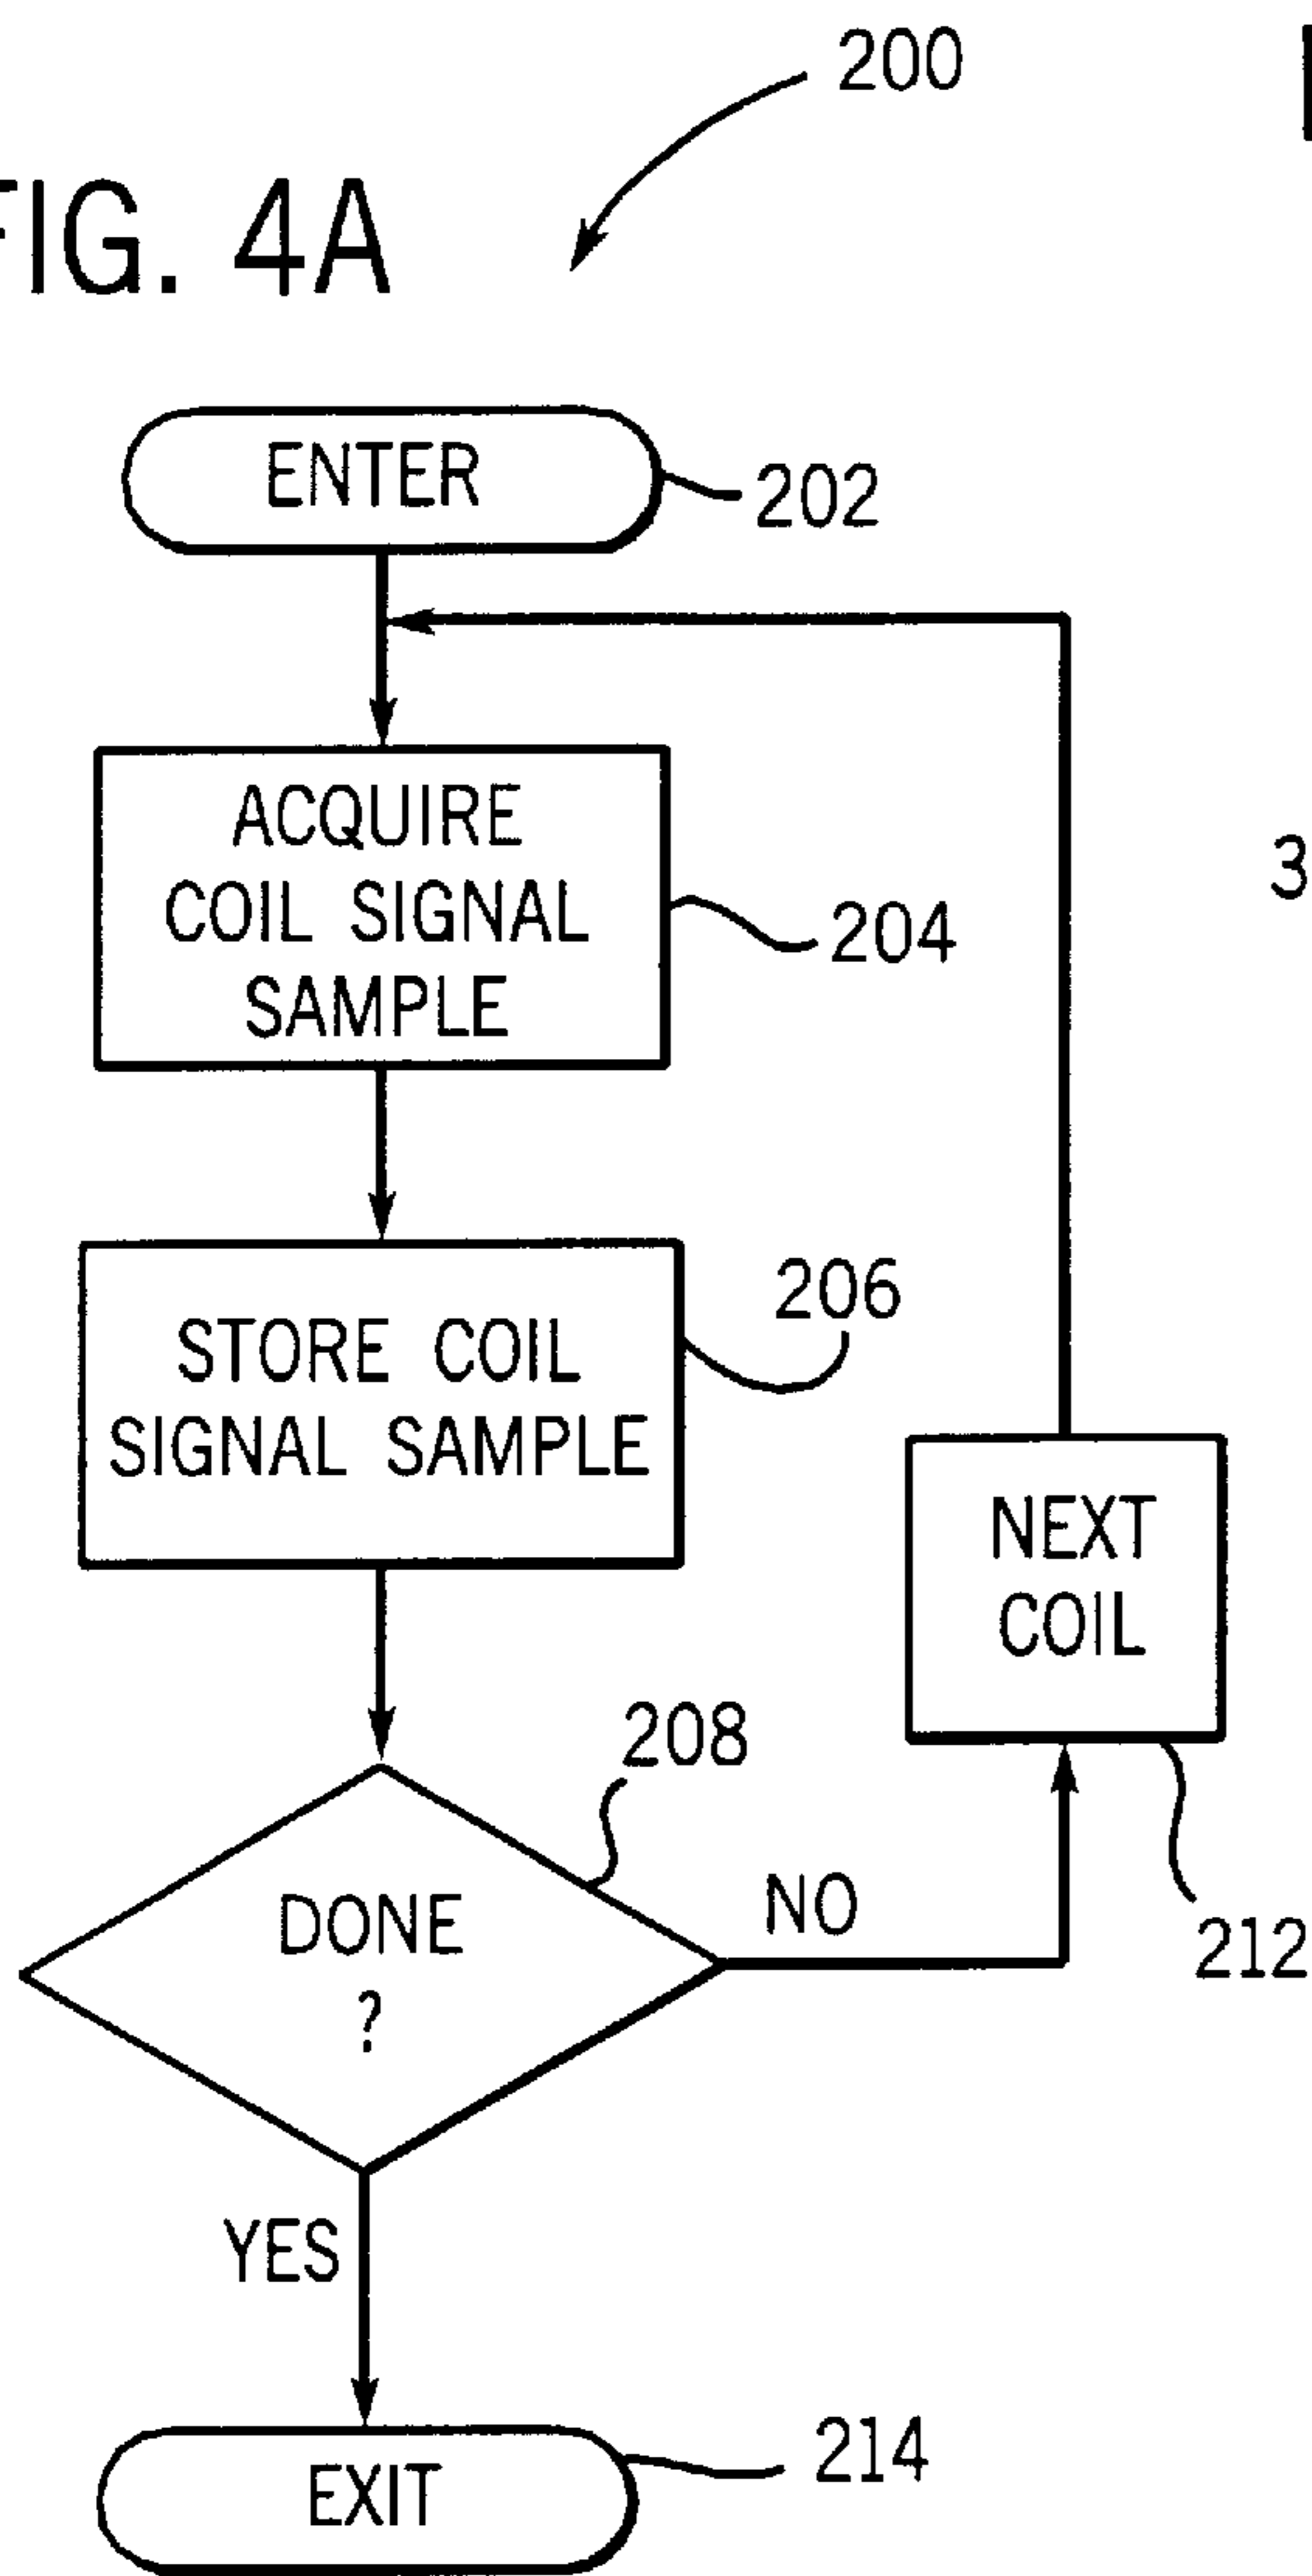 200
FIG. 4A
ENTER
202
ACQUIRE
COIL SIGNAL
SAMPLE
204
STORE COIL
SIGNAL SAMPLE
206
NEXT
COIL
212
208
DONE
?
NO
YES
EXIT
214
3